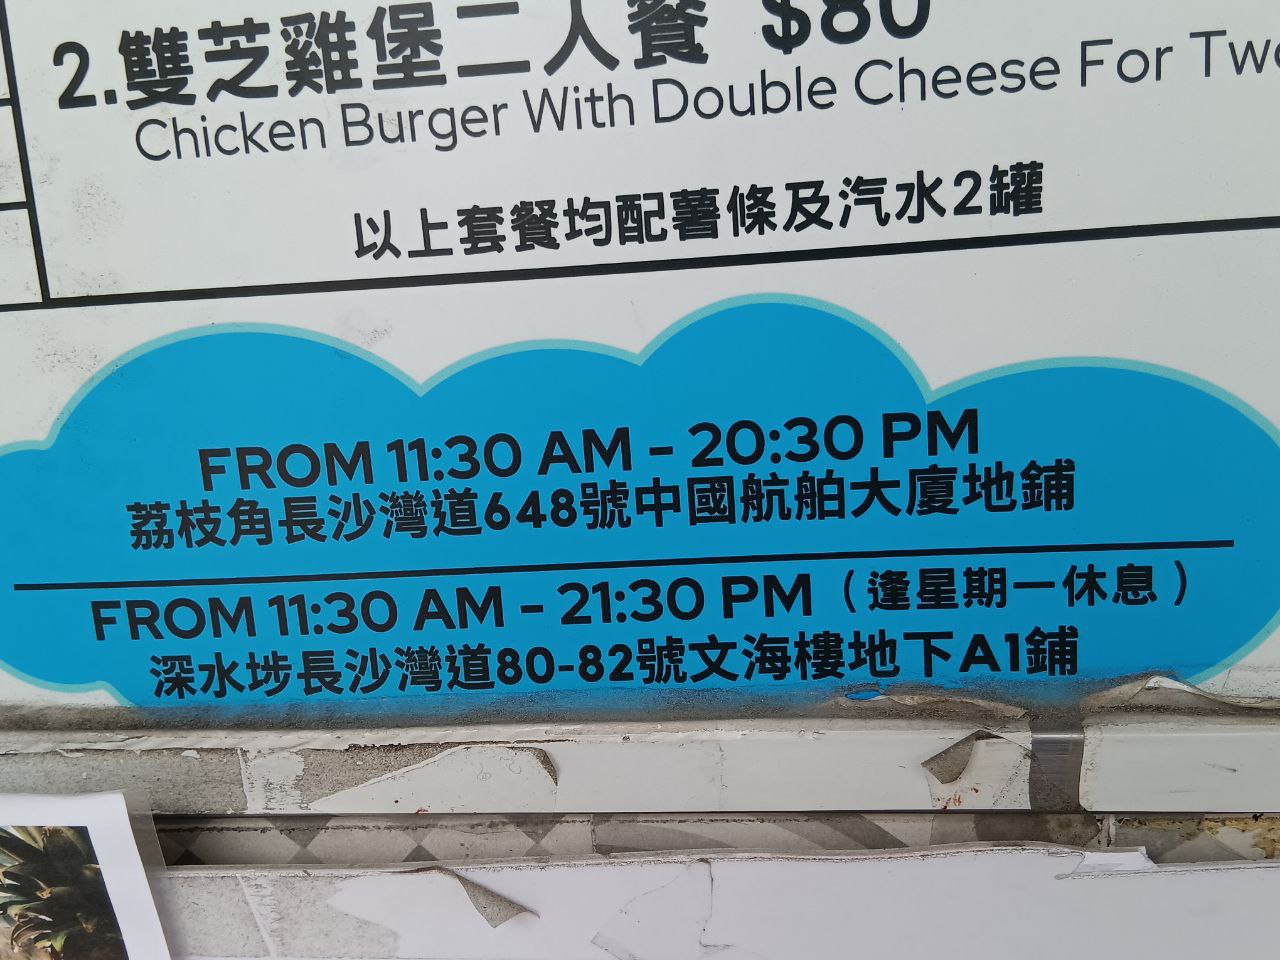 2.雙芝雞堡二人餐 $80
Chicken Burger With Double Cheese For Two
以上套餐均配薯條及汽水2罐
FROM 11:30 AM – 20:30 PM
荔枝角長沙灣道648號中國航舶大廈地鋪
FROM 11:30 AM – 21:30 PM（逢星期一休息）
深水埗長沙灣道80-82號文海樓地下A1鋪